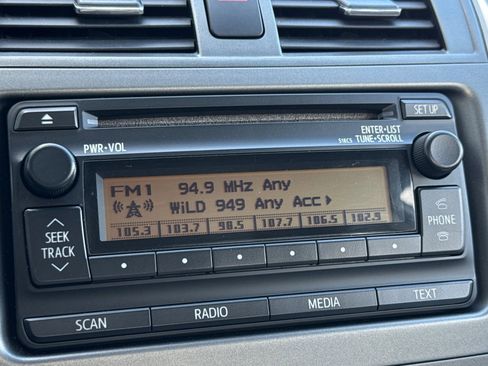 SET UP
PWR•VOL
ENTER•LIST
51RC5 TUNE•SCROLL
FM1 94.9 MHz Any
WiLD 949 Any Acc
105.3 103.7 98.5 107.7 106.5 102.9
SEEK
TRACK
PHONE
SCAN
RADIO
MEDIA
TEXT